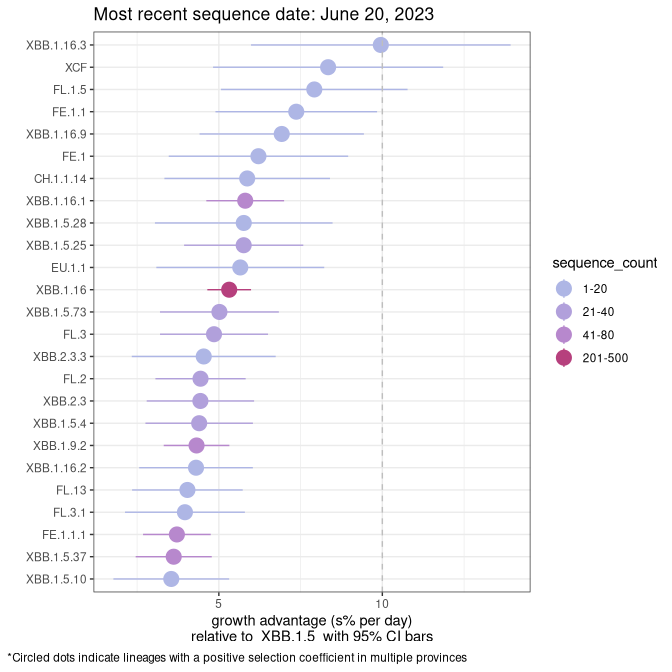 Most recent sequence date: June 20, 2023
XBB.1.16.3
XCF
FL.1.5
FE.1.1
XBB.1.16.9
FE.1
CH.1.1.14
XBB.1.16.1
XBB.1.5.28
XBB.1.5.25
EU.1.1
XBB.1.16
XBB.1.5.73
FL.3
XBB.2.3.3
FL.2
XBB.2.3
XBB.1.5.4
XBB.1.9.2
XBB.1.16.2
FL.13
FL.3.1
FE.1.1.1
XBB.1.5.37
XBB.1.5.10
5 10
growth advantage (s% per day)
relative to XBB.1.5 with 95% CI bars
sequence_count
1-20
21-40
41-80
201-500
*Circled dots indicate lineages with a positive selection coefficient in multiple provinces